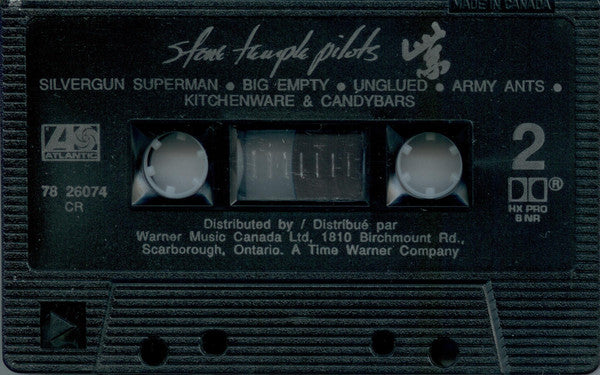 MADE IN CANADA
stone temple pilots 紫
SILVERGUN SUPERMAN • BIG EMPTY • UNGLUED • ARMY ANTS •
KITCHENWARE & CANDYBARS
ATLANTIC
78 26074
CR
2
HX PRO
B NR
Distributed by / Distribué par
Warner Music Canada Ltd, 1810 Birchmount Rd.,
Scarborough, Ontario. A Time Warner Company